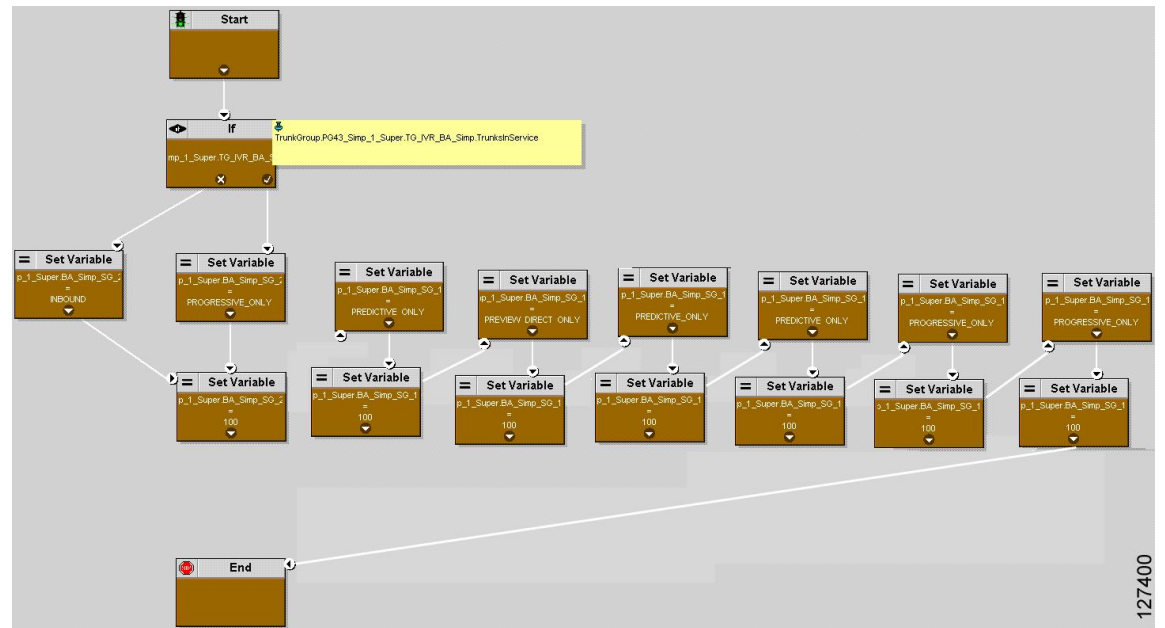 Start
If
TrunkGroup.PG43_Simp_1_Super.TG_IVR_BA_Simp.TrunksInService
mp_1_Super.TG_IVR_BA_S
Set Variable
p_1_Super.BA_Simp_SG_2
=
INBOUND
Set Variable
p_1_Super.BA_Simp_SG_2
=
PROGRESSIVE_ONLY
Set Variable
p_1_Super.BA_Simp_SG_1
=
PREDICTIVE_ONLY
Set Variable
p_1_Super.BA_Simp_SG_1
=
PREVIEW_DIRECT_ONLY
Set Variable
p_1_Super.BA_Simp_SG_1
=
PREDICTIVE_ONLY
Set Variable
p_1_Super.BA_Simp_SG_1
=
PREDICTIVE_ONLY
Set Variable
p_1_Super.BA_Simp_SG_1
=
PROGRESSIVE_ONLY
Set Variable
p_1_Super.BA_Simp_SG_1
=
PROGRESSIVE_ONLY
Set Variable
p_1_Super.BA_Simp_SG_2
=
100
Set Variable
p_1_Super.BA_Simp_SG_1
=
100
Set Variable
p_1_Super.BA_Simp_SG_1
=
100
Set Variable
p_1_Super.BA_Simp_SG_1
=
100
Set Variable
p_1_Super.BA_Simp_SG_1
=
100
Set Variable
p_1_Super.BA_Simp_SG_1
=
100
Set Variable
p_1_Super.BA_Simp_SG_1
=
100
End
127400